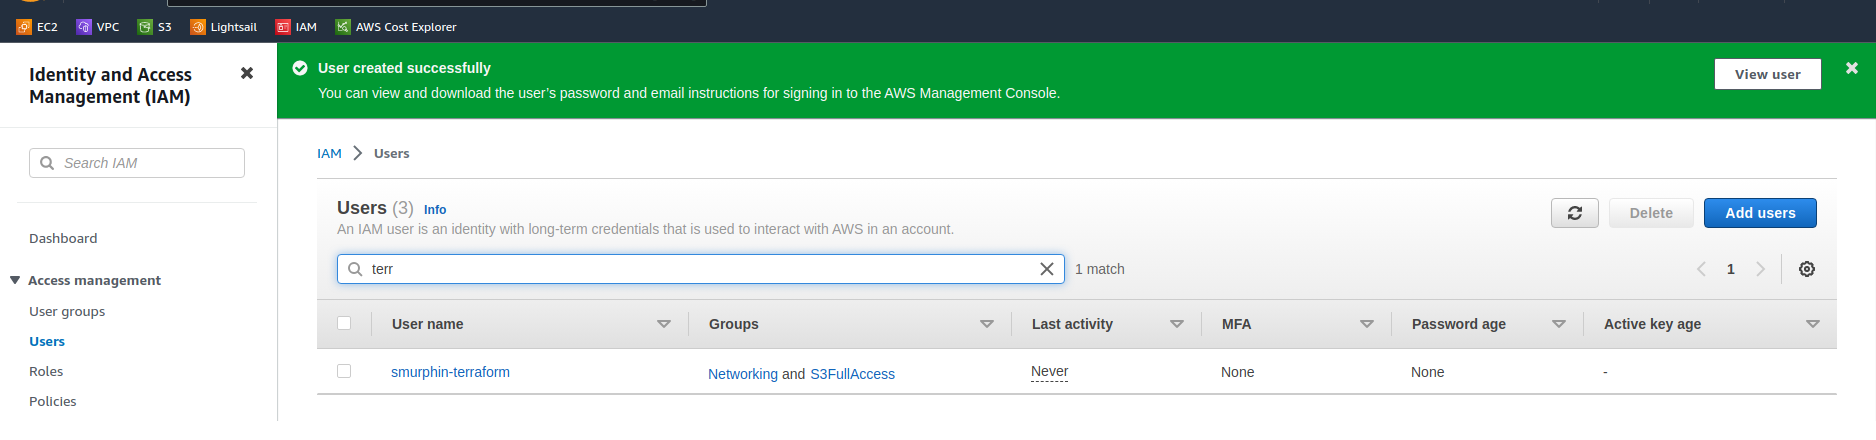 EC2 VPC S3 Lightsail IAM AWS Cost Explorer
Identity and Access
Management (IAM)
Search IAM
Dashboard
Access management
User groups
Users
Roles
Policies
User created successfully
You can view and download the user's password and email instructions for signing in to the AWS Management Console.
View user
IAM > Users
Users (3) Info
An IAM user is an identity with long-term credentials that is used to interact with AWS in an account.
Delete
Add users
terr
1 match
1
User name Groups Last activity MFA Password age Active key age
smurphin-terraform Networking and S3FullAccess Never None None -